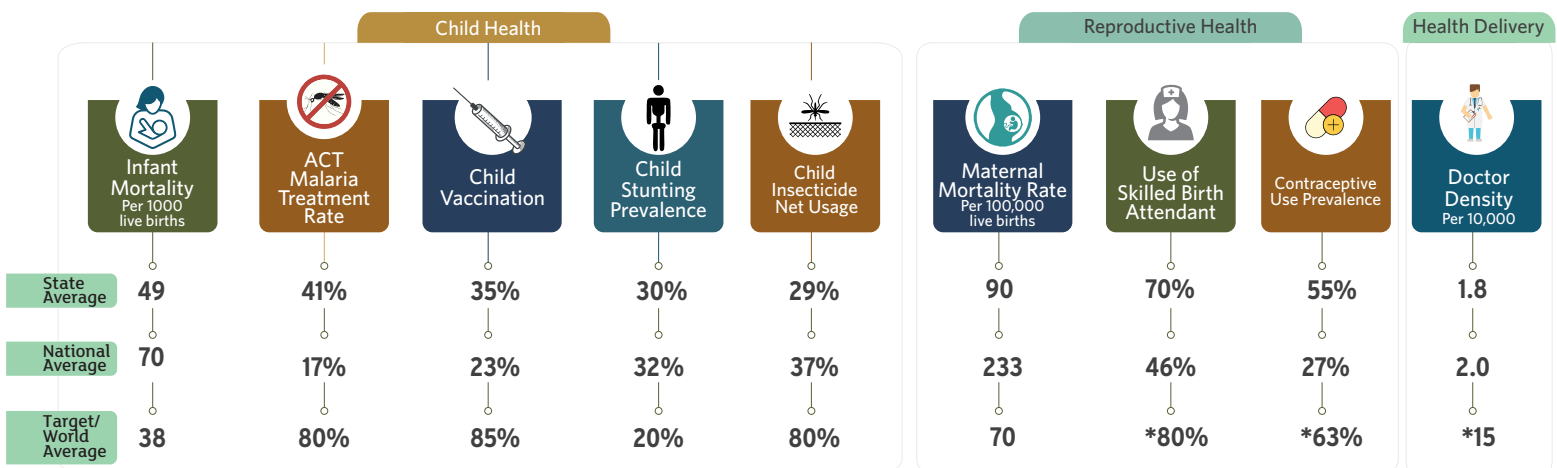 Child Health
Reproductive Health
Health Delivery
Infant
Mortality
Per 1000
live births
ACT
Malaria
Treatment
Rate
Child
Vaccination
Child
Stunting
Prevalence
Child
Insecticide
Net Usage
Maternal
Mortality Rate
Per 100,000
live births
Use of
Skilled Birth
Attendant
Contraceptive
Use Prevalence
Doctor
Density
Per 10,000
State
Average
49
41%
35%
30%
29%
90
70%
55%
1.8
National
Average
70
17%
23%
32%
37%
233
46%
27%
2.0
Target/
World
Average
38
80%
85%
20%
80%
70
*80%
*63%
*15